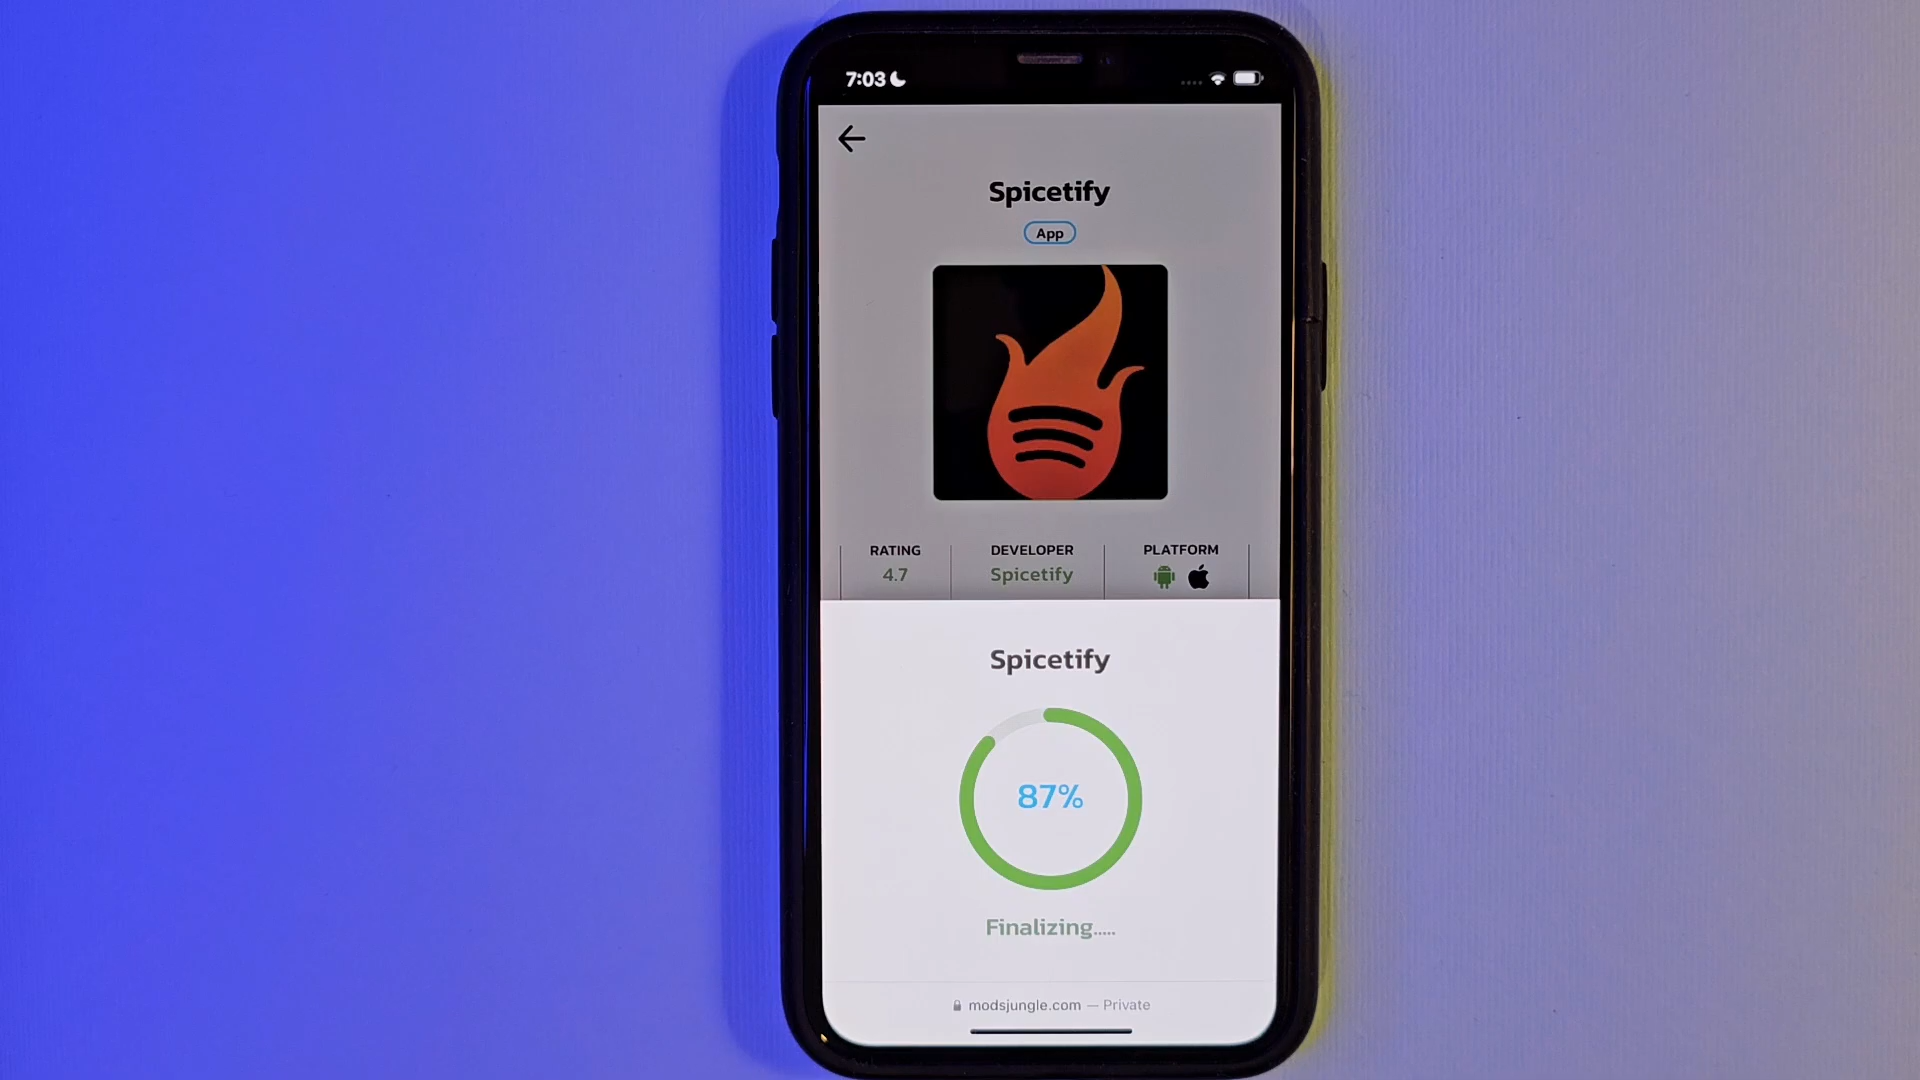 7:03
Spicetify
App
RATING
4.7
DEVELOPER
Spicetify
PLATFORM
Spicetify
87%
Finalizing.....
modsjungle.com — Private